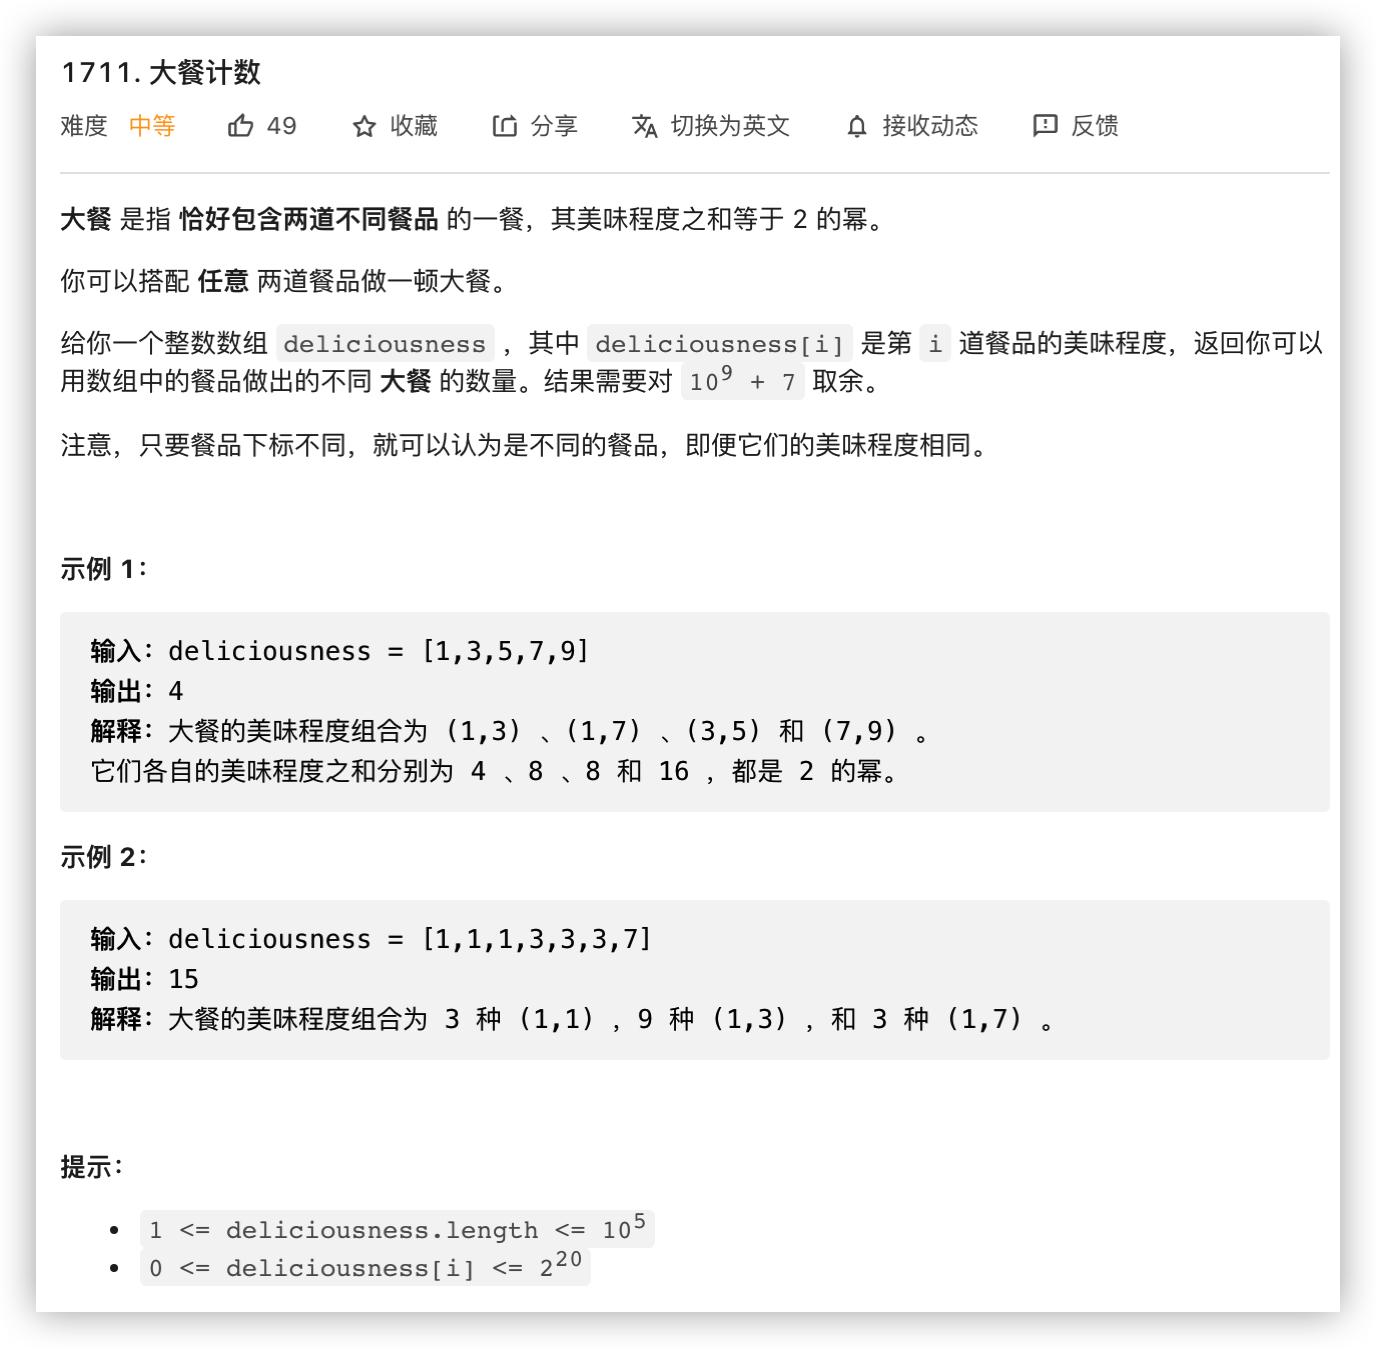 1711. 大餐计数
难度 中等 49 收藏 分享 切换为英文 接收动态 反馈
大餐 是指 恰好包含两道不同餐品 的一餐，其美味程度之和等于 2 的幂。
你可以搭配 任意 两道餐品做一顿大餐。
给你一个整数数组 deliciousness ，其中 deliciousness[i] 是第 i 道餐品的美味程度，返回你可以
用数组中的餐品做出的不同 大餐 的数量。结果需要对 10⁹ + 7 取余。
注意，只要餐品下标不同，就可以认为是不同的餐品，即便它们的美味程度相同。
示例 1：
输入：deliciousness = [1,3,5,7,9]
输出：4
解释：大餐的美味程度组合为 (1,3) 、(1,7) 、(3,5) 和 (7,9) 。
它们各自的美味程度之和分别为 4 、8 、8 和 16 ，都是 2 的幂。
示例 2：
输入：deliciousness = [1,1,1,3,3,3,7]
输出：15
解释：大餐的美味程度组合为 3 种 (1,1) ，9 种 (1,3) ，和 3 种 (1,7) 。
提示：
• 1 <= deliciousness.length <= 10⁵
• 0 <= deliciousness[i] <= 2²⁰